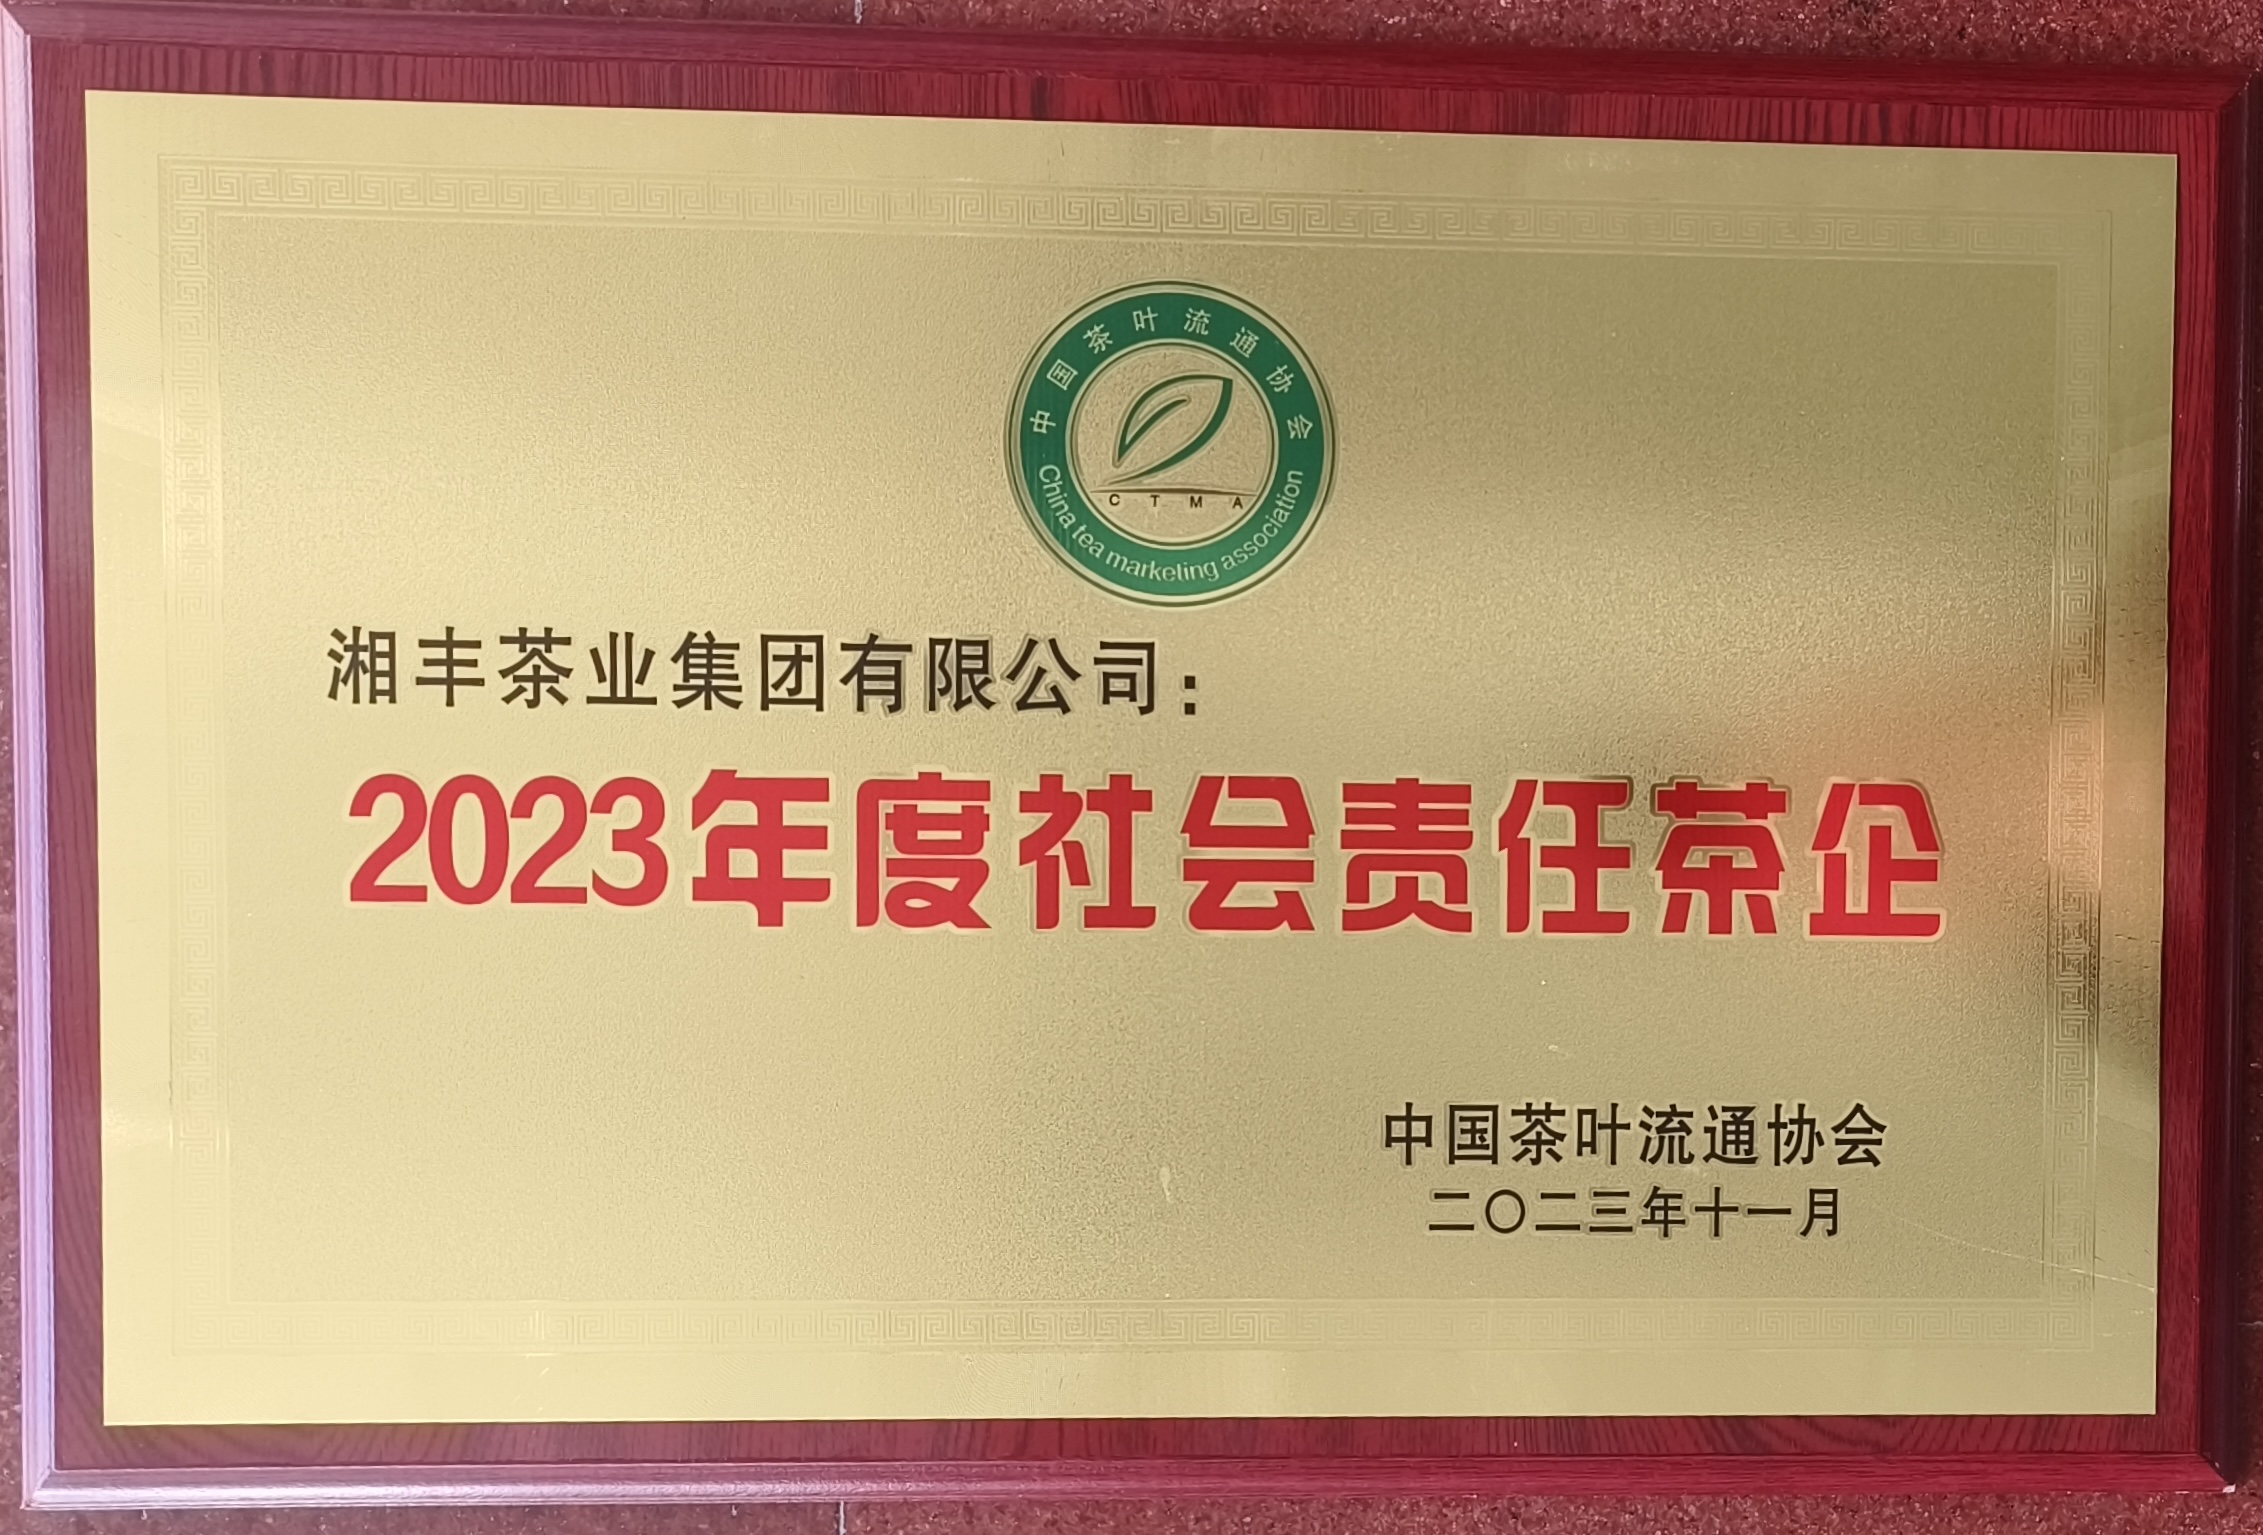 中国茶叶流通协会
C T M A
China tea marketing association
湘丰茶业集团有限公司：
2023年度社会责任茶企
中国茶叶流通协会
二〇二三年十一月